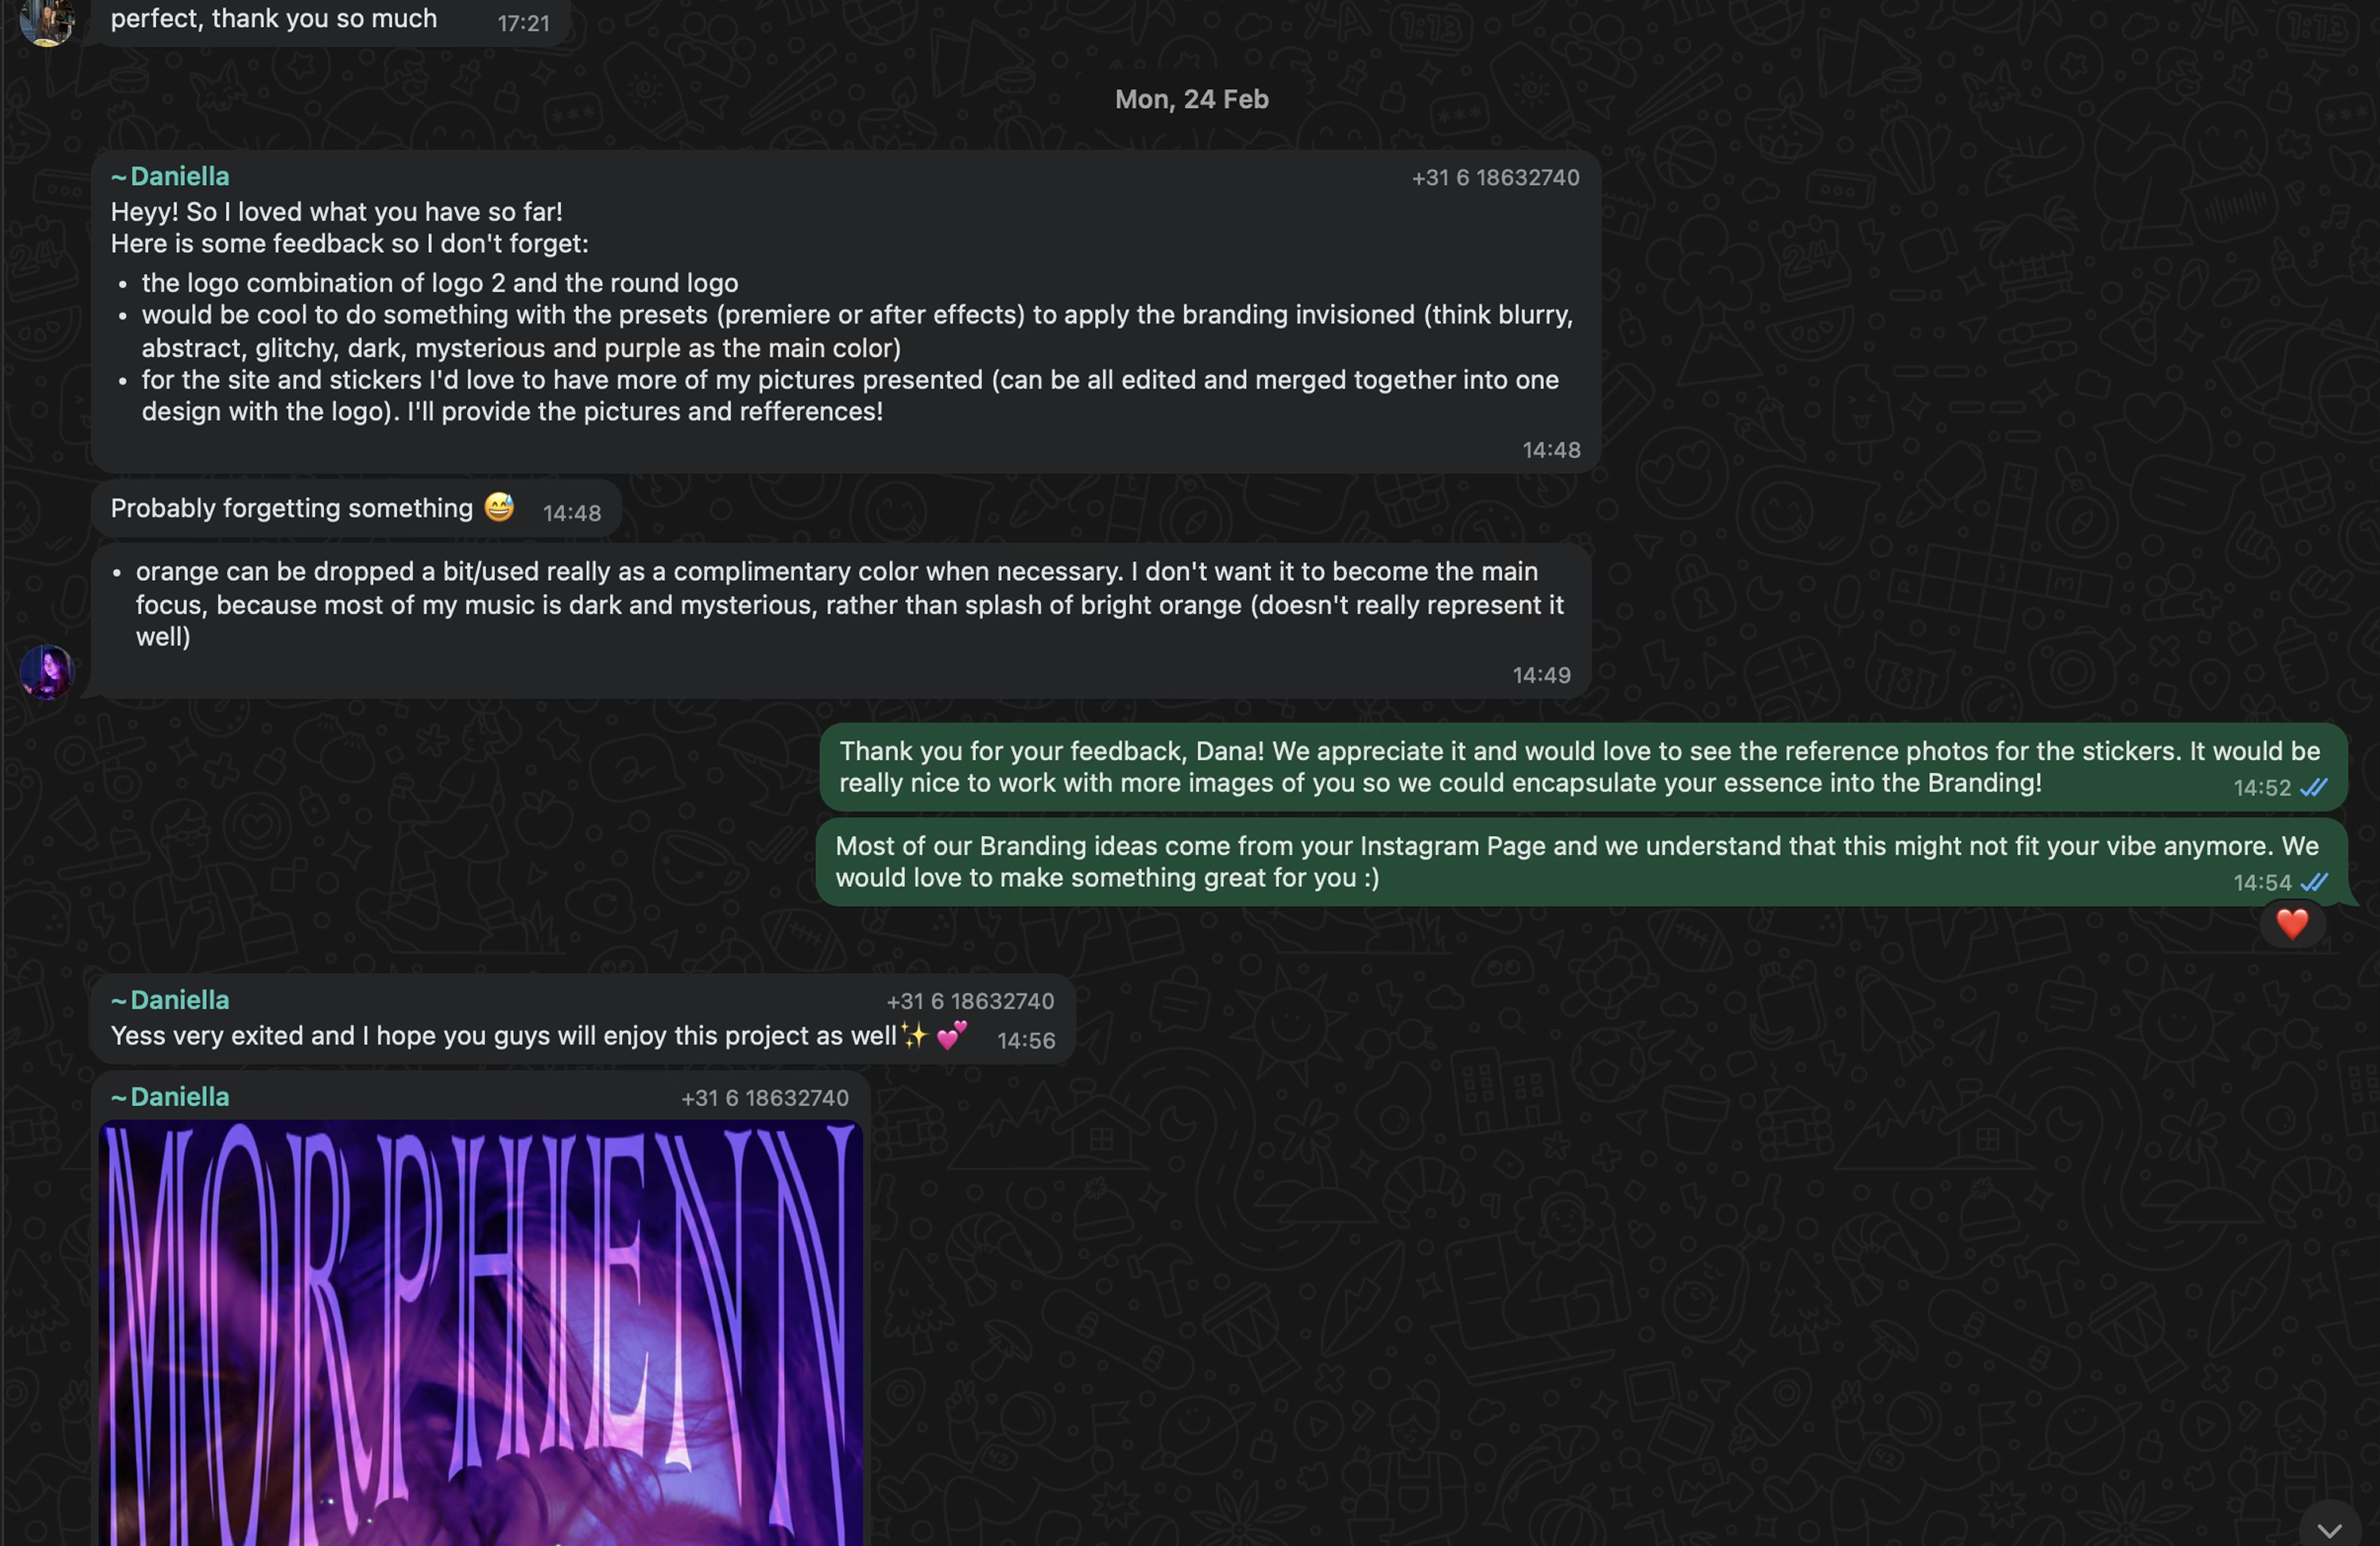 perfect, thank you so much 17:21
Mon, 24 Feb
~Daniella +31 6 18632740
Heyy! So I loved what you have so far!
Here is some feedback so I don't forget:
• the logo combination of logo 2 and the round logo
• would be cool to do something with the presets (premiere or after effects) to apply the branding invisioned (think blurry,
abstract, glitchy, dark, mysterious and purple as the main color)
• for the site and stickers I'd love to have more of my pictures presented (can be all edited and merged together into one
design with the logo). I'll provide the pictures and refferences!
14:48
Probably forgetting something 😅 14:48
• orange can be dropped a bit/used really as a complimentary color when necessary. I don't want it to become the main
focus, because most of my music is dark and mysterious, rather than splash of bright orange (doesn't really represent it
well)
14:49
Thank you for your feedback, Dana! We appreciate it and would love to see the reference photos for the stickers. It would be
really nice to work with more images of you so we could encapsulate your essence into the Branding! 14:52
Most of our Branding ideas come from your Instagram Page and we understand that this might not fit your vibe anymore. We
would love to make something great for you :) 14:54
❤️
~Daniella +31 6 18632740
Yess very exited and I hope you guys will enjoy this project as well✨💕 14:56
~Daniella +31 6 18632740
MORPHIENN